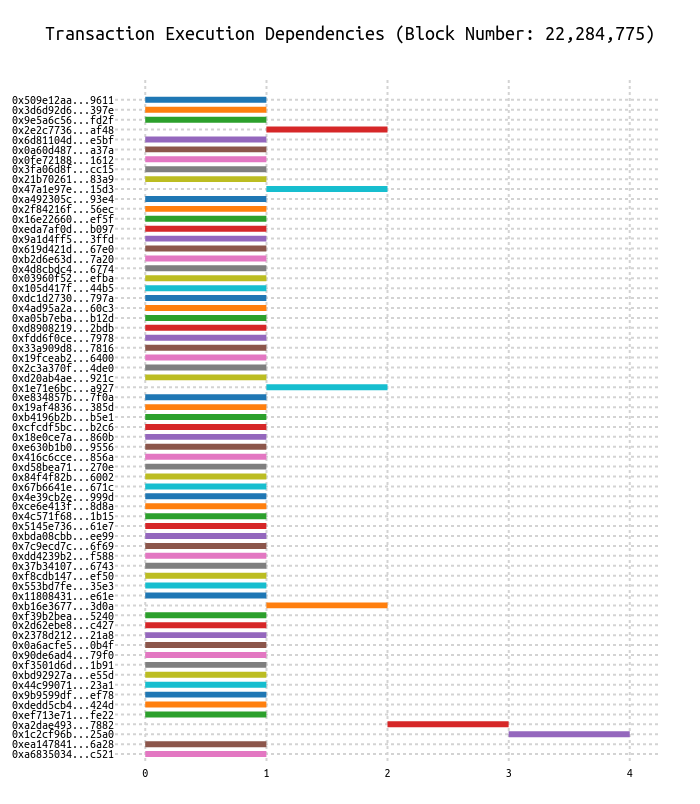 Transaction Execution Dependencies (Block Number: 22,284,775)
0x509e12aa...9611
0x3d6d92d6...397e
0x9e5a6c56...fd2f
0x2e2c7736...af48
0x6d81104d...e5bf
0x0a60d487...a37a
0x0fe72188...1612
0x3fa06d8f...cc15
0x21b70261...83a9
0x47a1e97e...15d3
0xa492305c...93e4
0x2f84216f...56ec
0x16e22660...ef5f
0xeda7af0d...b097
0x9a1d4ff5...3ffd
0x619d421d...67e0
0xb2d6e63d...7a20
0x4d8cbdc4...6774
0x03960f52...efba
0x105d417f...44b5
0xdc1d2730...797a
0x4ad95a2a...60c3
0xa05b7eba...b12d
0xd8908219...2bdb
0xfdd6f0ce...7978
0x33a909d8...7816
0x19fceab2...6400
0x2c3a370f...4de0
0xd20ab4ae...921c
0x1e71e6bc...a927
0xe834857b...7f0a
0x19af4836...385d
0xb4196b2b...b5e1
0xcfcdf5bc...b2c6
0x18e0ce7a...860b
0xe630b1b0...9556
0x416c6cce...856a
0xd58bea71...270e
0x84f4f82b...6002
0x67b6641e...671c
0x4e39cb2e...999d
0xce6e413f...8d8a
0x4c571f68...1b15
0x5145e736...61e7
0xbda08cbb...ee99
0x7c9ecd7c...6f69
0xdd4239b2...f588
0x37b34107...6743
0xf8cdb147...ef50
0x553bd7fe...35e3
0x11808431...e61e
0xb16e3677...3d0a
0xf39b2bea...5240
0x2d62ebe8...c427
0x2378d212...21a8
0x0a6acfe5...0b4f
0x90de6ad4...79f0
0xf3501d6d...1b91
0xbd92927a...e55d
0x44c99071...23a1
0x9b9599df...ef78
0xdedd5cb4...424d
0xef713e71...fe22
0xa2dae493...7882
0x1c2cf96b...25a0
0xea147841...6a28
0xa6835034...c521
0 1 2 3 4